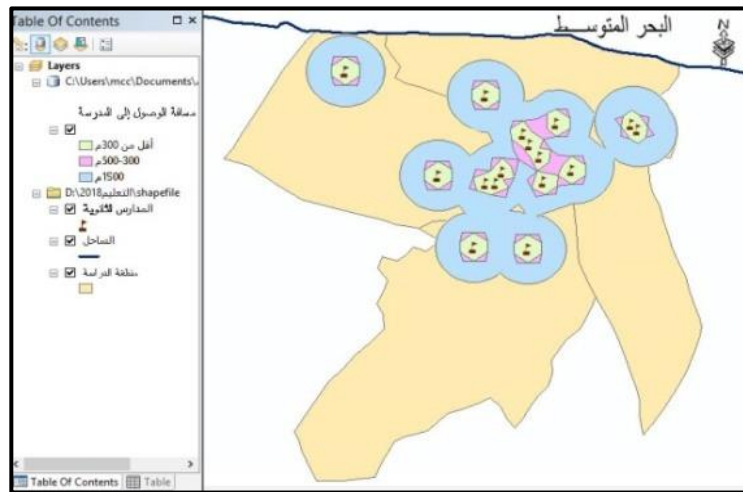 Table Of Contents
Layers
C:\Users\mcc\Documents\
مسافة الوصول إلى المدرسة
أقل من 300م
300-500م
1500م
D:\2018التعليم\shapefile
المدارس الثانوية
الساحل
منطقة الدراسة
Table Of Contents
Table
البحر المتوسط
N